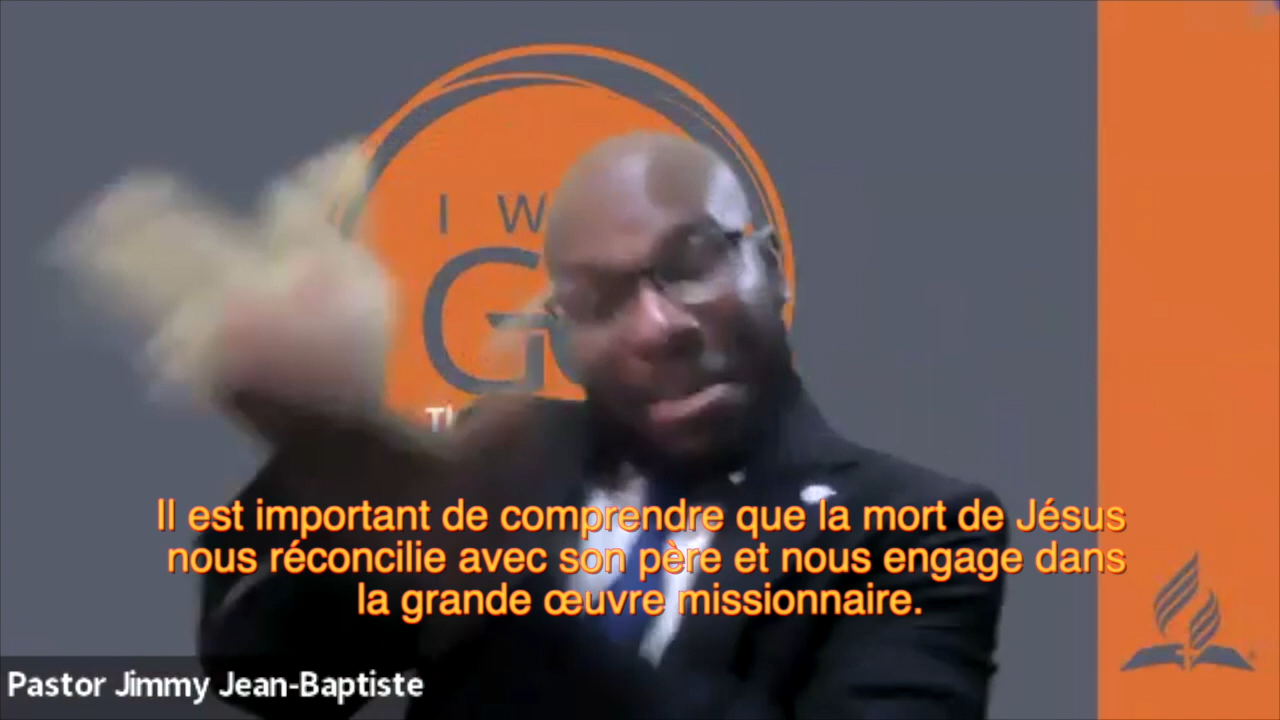 I W
G
Il est important de comprendre que la mort de Jésus
nous réconcilie avec son père et nous engage dans
la grande œuvre missionnaire.
Pastor Jimmy Jean-Baptiste